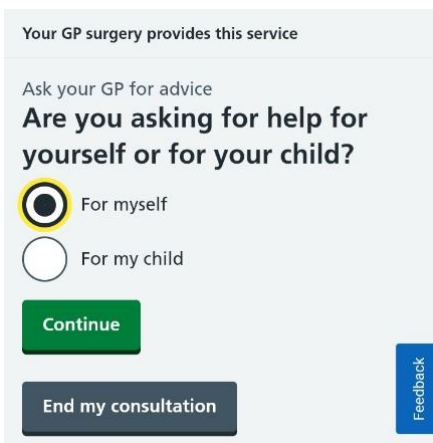 Your GP surgery provides this service
Ask your GP for advice
Are you asking for help for
yourself or for your child?
For myself
For my child
Continue
Feedback
End my consultation